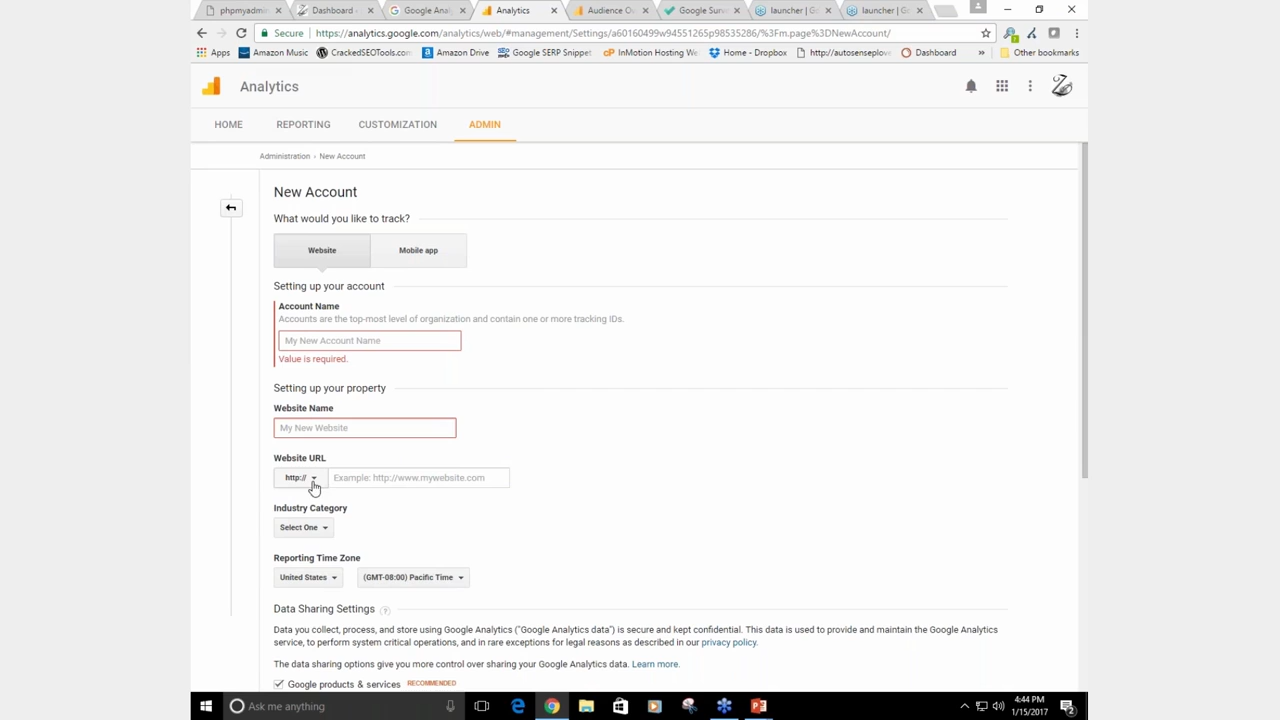 phpmyadmin
Dashboard -
Google Anal
Analytics
Audience Ov
Google Surv
launcher | Go
launcher | Go
Secure
https://analytics.google.com/analytics/web/#management/Settings/a60160499w94551265p98535286/%3Fm.page%3DNewAccount/
Apps
Amazon Music
CrackedSEOTools.com
Amazon Drive
Google SERP Snippet
InMotion Hosting We
Home - Dropbox
http://autosenseplov
Dashboard
»
Other bookmarks
Analytics
HOME
REPORTING
CUSTOMIZATION
ADMIN
Administration › New Account
New Account
What would you like to track?
Website
Mobile app
Setting up your account
Account Name
Accounts are the top-most level of organization and contain one or more tracking IDs.
My New Account Name
Value is required.
Setting up your property
Website Name
My New Website
Website URL
http://
Example: http://www.mywebsite.com
Industry Category
Select One
Reporting Time Zone
United States
(GMT-08:00) Pacific Time
Data Sharing Settings ?
Data you collect, process, and store using Google Analytics ("Google Analytics data") is secure and kept confidential. This data is used to provide and maintain the Google Analytics
service, to perform system critical operations, and in rare exceptions for legal reasons as described in our privacy policy.
The data sharing options give you more control over sharing your Google Analytics data. Learn more.
Google products & services RECOMMENDED
Ask me anything
4:44 PM
1/15/2017
2